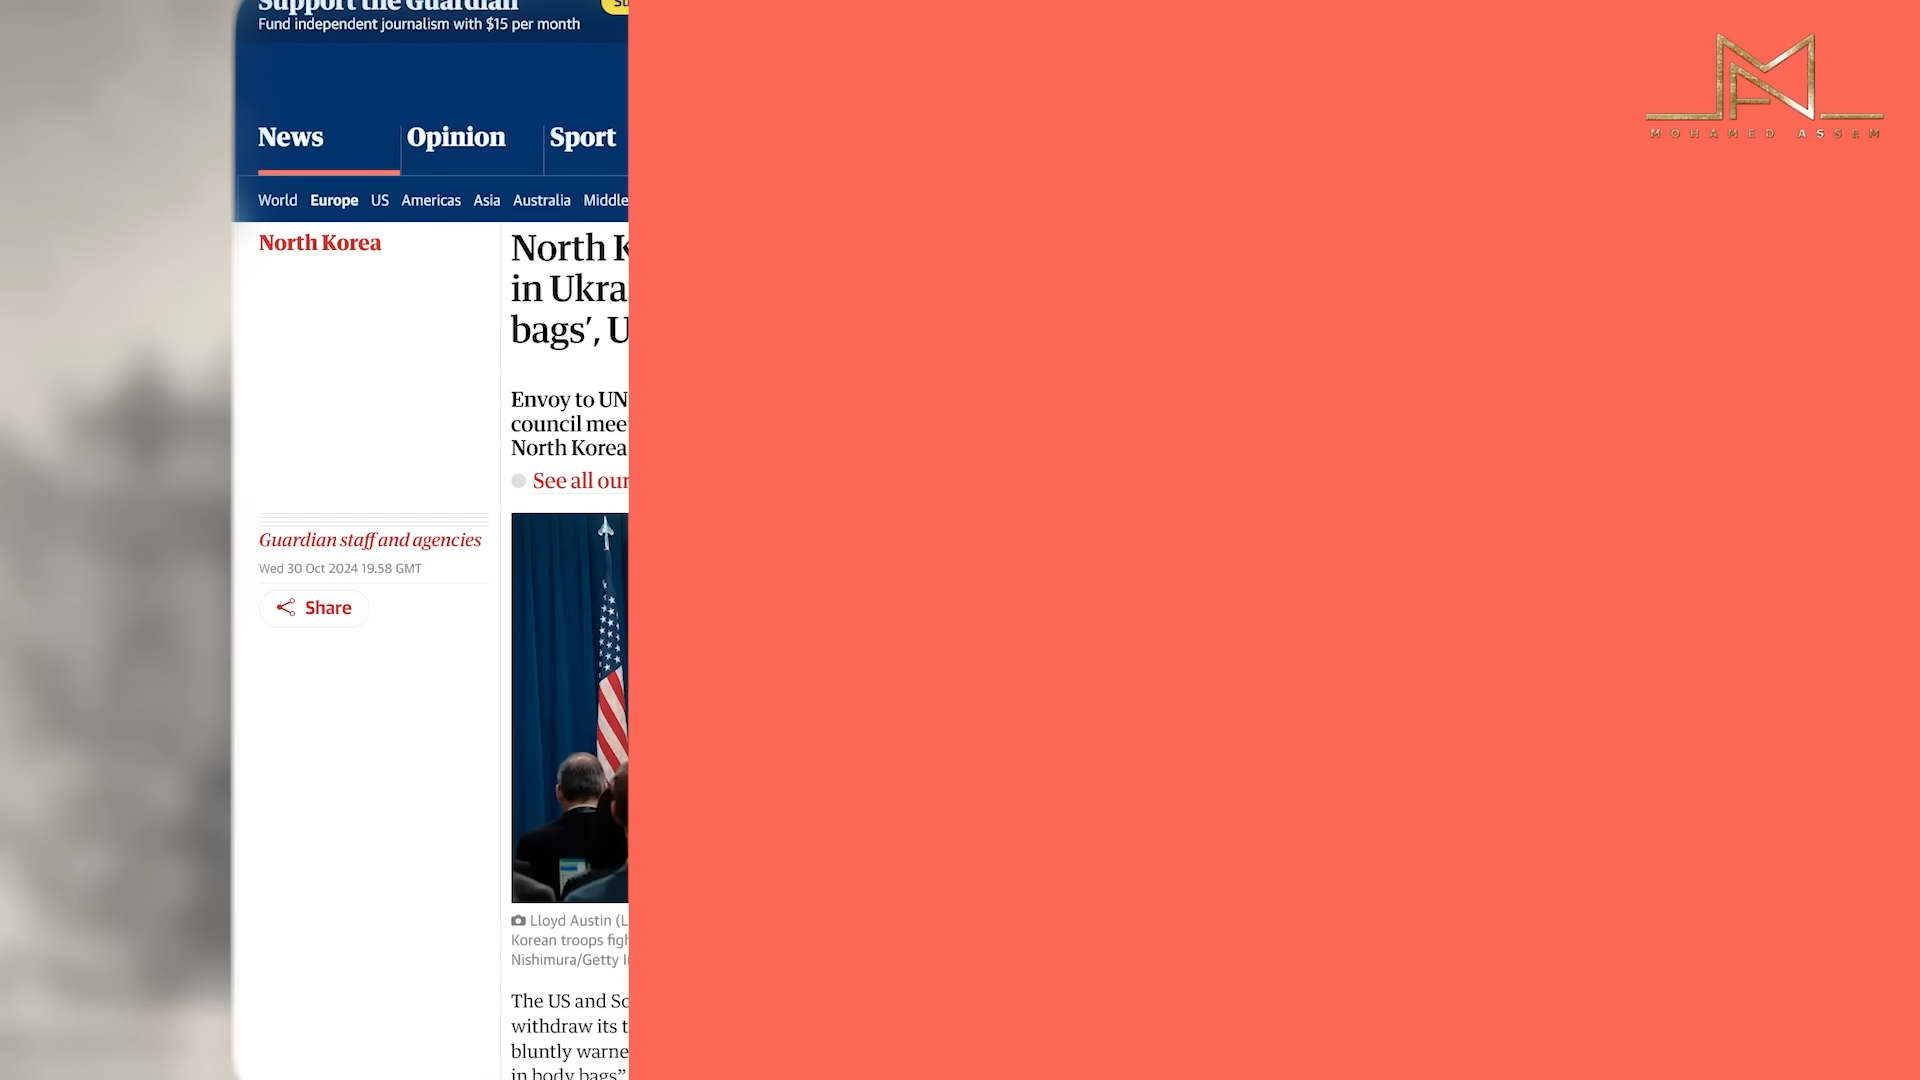 Support the Guardian
Fund independent journalism with $15 per month
News
Opinion
Sport
World Europe US Americas Asia Australia Middle
North Korea
North K
in Ukra
bags’, U
Envoy to UN
council mee
North Korea
See all our
Guardian staff and agencies
Wed 30 Oct 2024 19.58 GMT
Share
Lloyd Austin (L
Korean troops figh
Nishimura/Getty I
The US and So
withdraw its t
bluntly warne
in body bags”
MOHAMED ASSEM